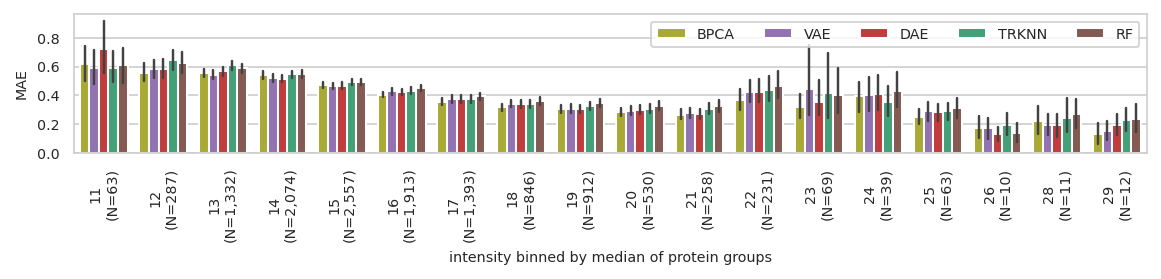 BPCA VAE DAE TRKNN RF
MAE
0.8
0.6
0.4
0.2
0.0
11
(N=63)
12
(N=287)
13
(N=1,332)
14
(N=2,074)
15
(N=2,557)
16
(N=1,913)
17
(N=1,393)
18
(N=846)
19
(N=912)
20
(N=530)
21
(N=258)
22
(N=231)
23
(N=69)
24
(N=39)
25
(N=63)
26
(N=10)
28
(N=11)
29
(N=12)
intensity binned by median of protein groups